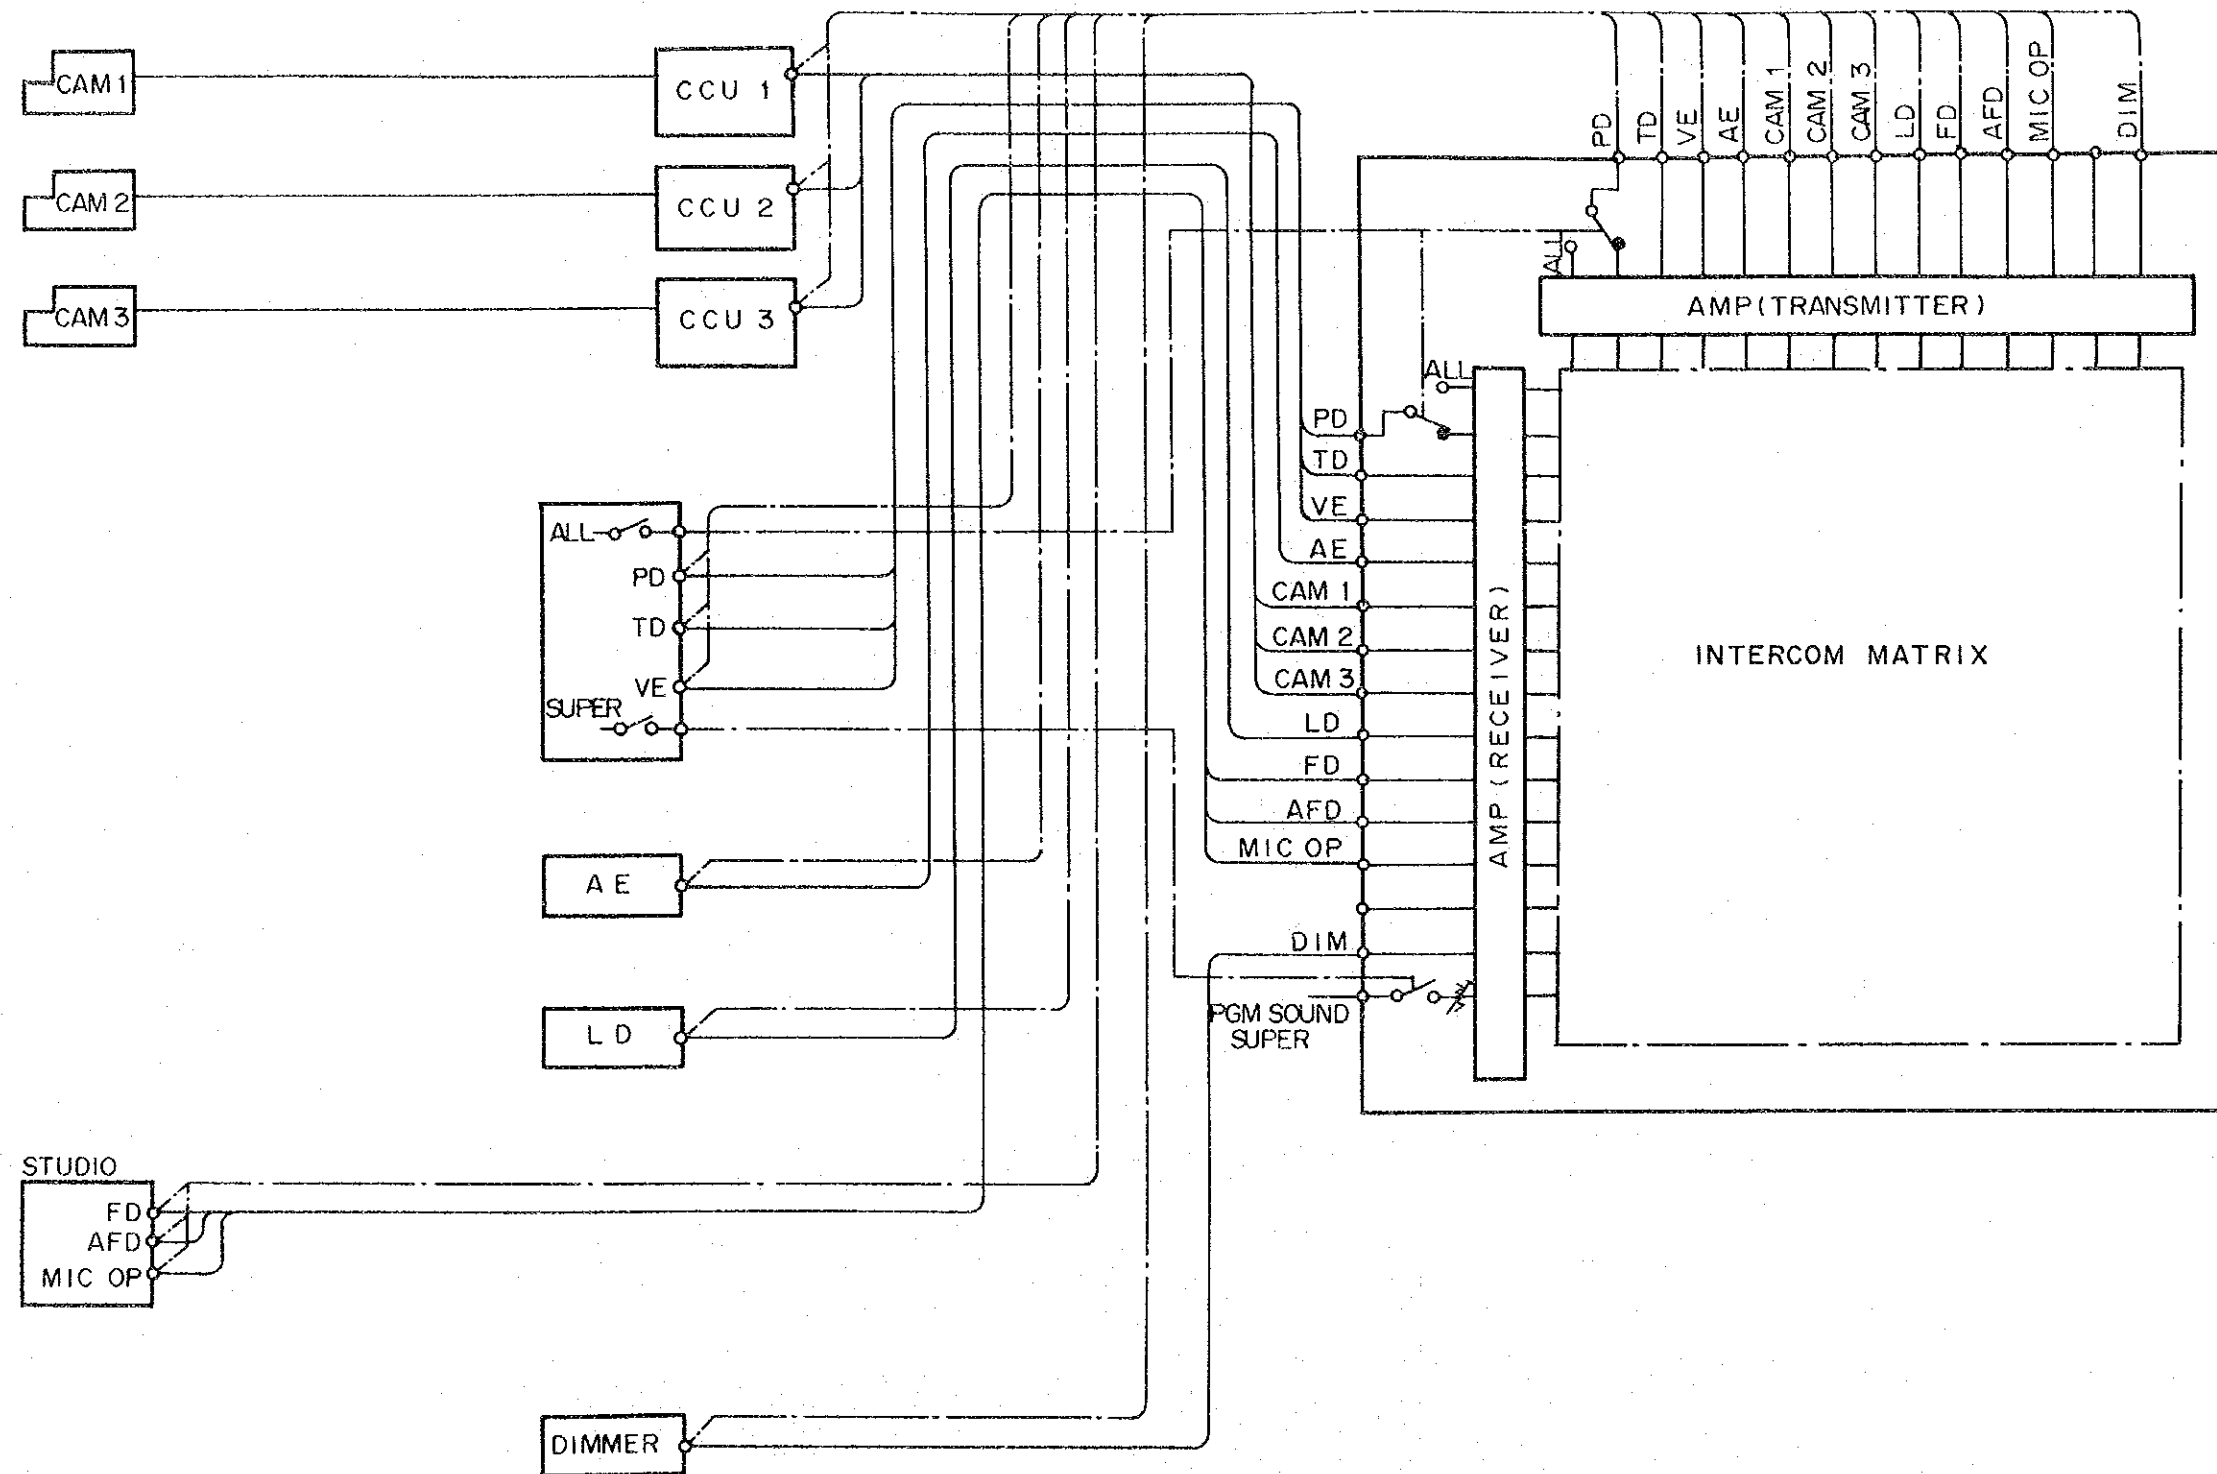 CAM 1
CCU 1
CAM 2
CCU 2
CAM 3
CCU 3
PD
TD
VE
AE
CAM 1
CAM 2
CAM 3
LD
FD
AFD
MIC OP
DIM
ALL
AMP (TRANSMITTER)
ALL
PD
TD
VE
AE
CAM 1
CAM 2
CAM 3
LD
FD
AFD
MIC OP
DIM
PGM SOUND
SUPER
AMP (RECEIVER)
INTERCOM MATRIX
ALL
PD
TD
VE
SUPER
AE
LD
STUDIO
FD
AFD
MIC OP
DIMMER